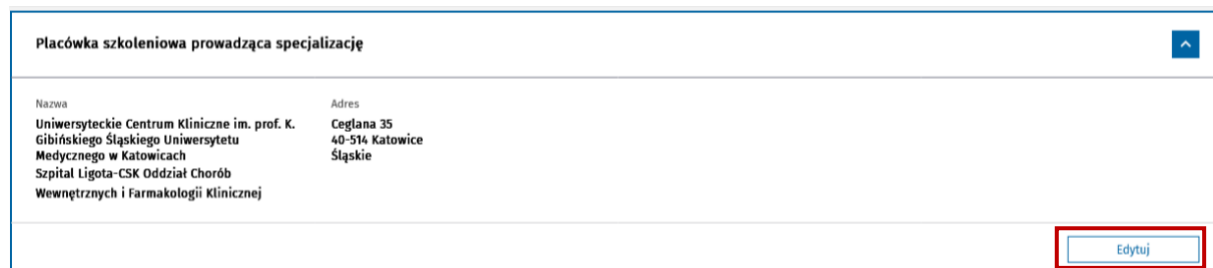 Placówka szkoleniowa prowadząca specjalizację
Nazwa
Uniwersyteckie Centrum Kliniczne im. prof. K.
Gibińskiego Śląskiego Uniwersytetu
Medycznego w Katowicach
Szpital Ligota-CSK Oddział Chorób
Wewnętrznych i Farmakologii Klinicznej
Adres
Ceglana 35
40-514 Katowice
Śląskie
Edytuj